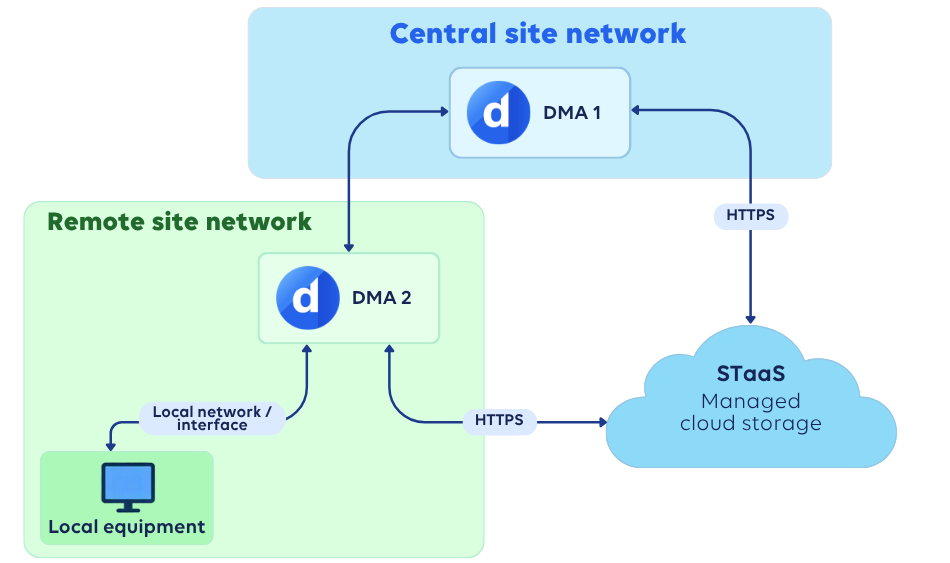 Central site network
d
DMA 1
HTTPS
Remote site network
d
DMA 2
STaaS
Managed
cloud storage
HTTPS
Local network /
interface
Local equipment